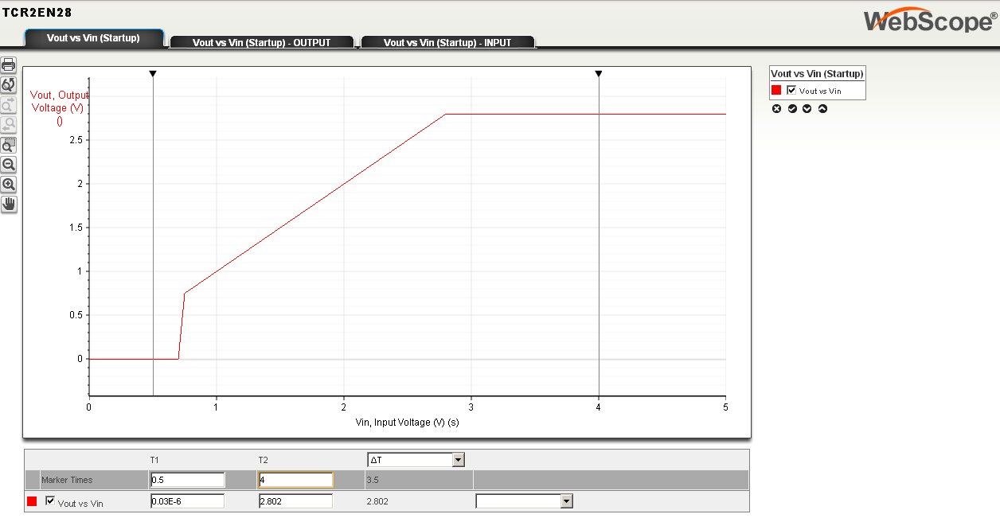 TCR2EN28
WebScope®
Vout vs Vin (Startup)
Vout vs Vin (Startup) - OUTPUT
Vout vs Vin (Startup) - INPUT
Vout, Output
Voltage (V)
()
2.5
2
1.5
1
0.5
0
0 1 2 3 4 5
Vin, Input Voltage (V) (s)
Vout vs Vin (Startup)
Vout vs Vin
T1 T2 ΔT
Marker Times 0.5 4 3.5
Vout vs Vin 0.03E-6 2.802 2.802